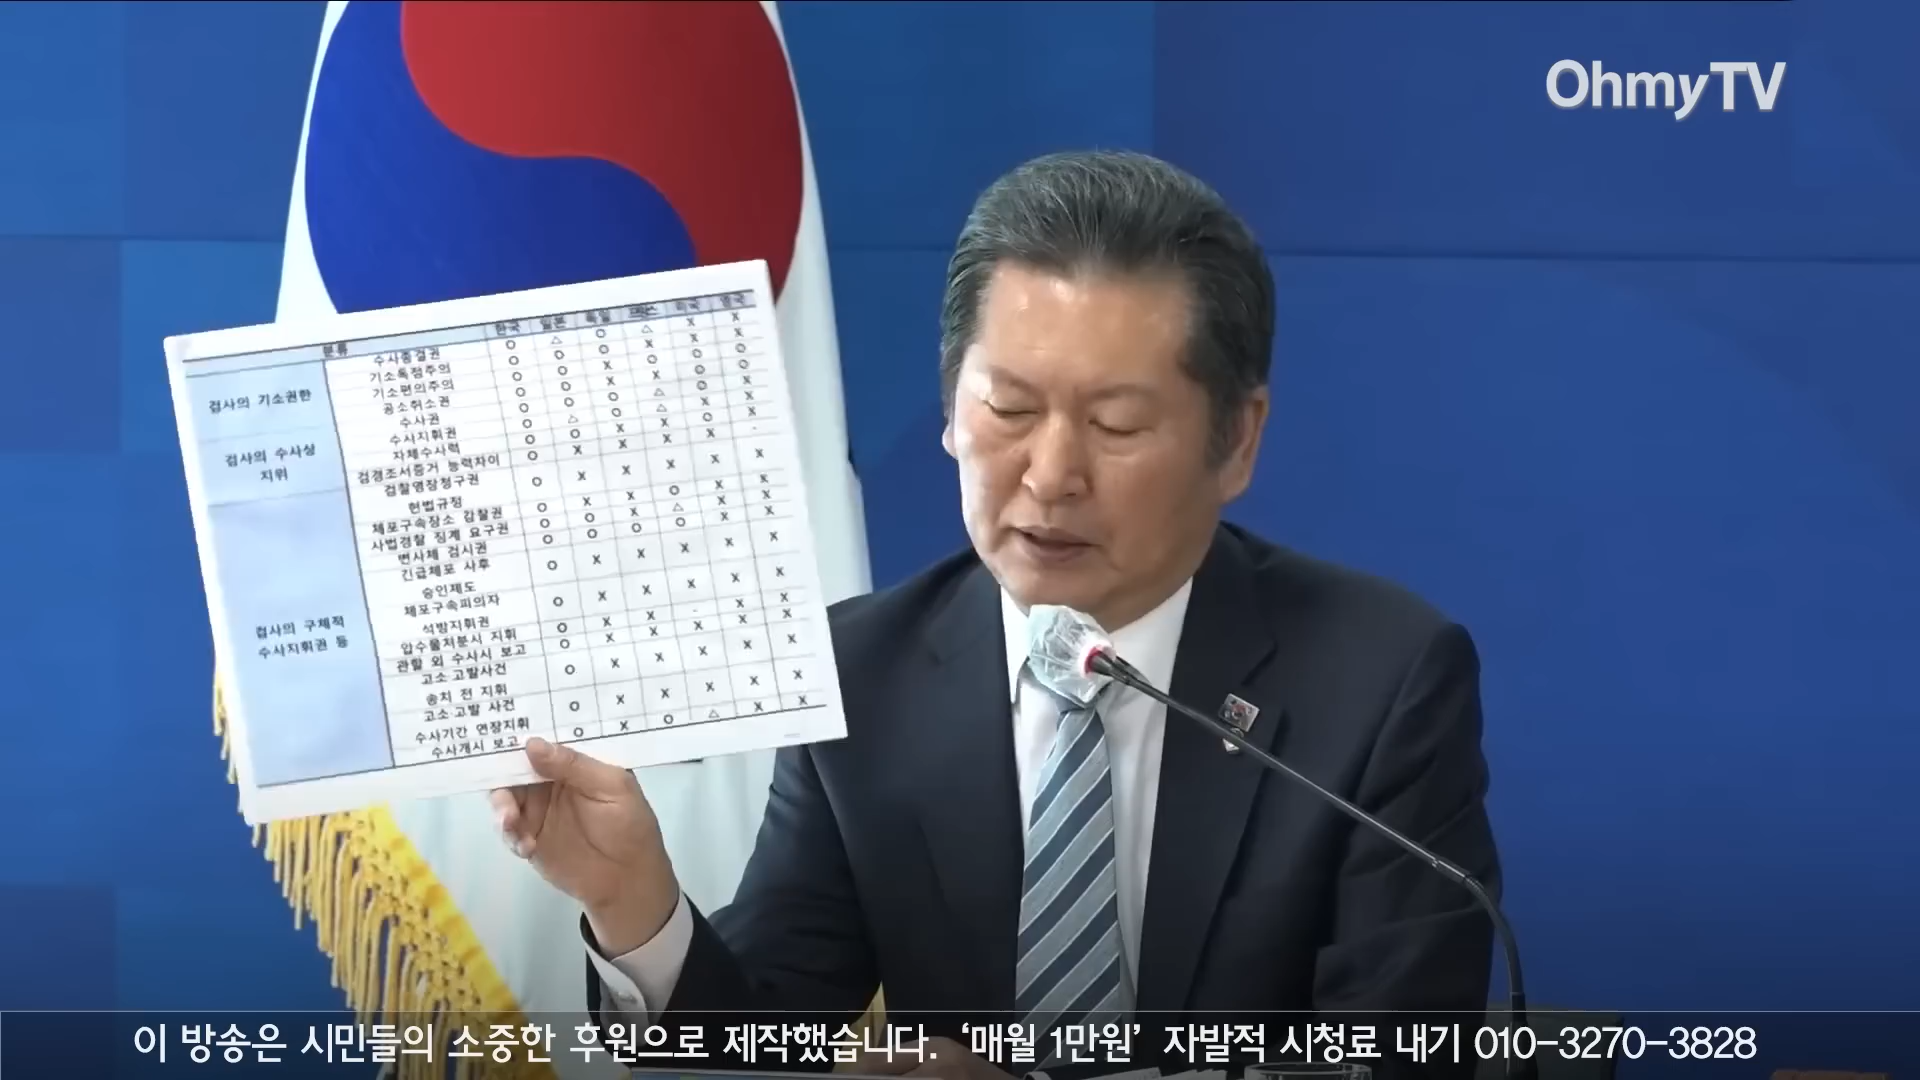 OhmyTV
분류 한국 일본 독일 프랑스 미국 영국
검사의 기소권한
수사종결권 O △ O △ X X
기소독점주의 O O O X X X
기소편의주의 O O X O O O
공소취소권 O O X X O O
검사의 수사상 지위
수사권 O O O △ O X
수사지휘권 O △ O △ X X
자체수사력 O O X X O
검경조서증거 능력차이 O X X X X -
검찰영장청구권 헌법규정 O X X X X X
검사의 구체적 수사지휘권 등
체포구속장소 감찰권 O X X O X X
사법경찰 징계 요구권 O O X △ X X
변사체 검시권 O O O O X X
긴급체포 사후 승인제도 O X X X X X
체포구속피의자 석방지휘권 O X X X X X
압수물처분시 지휘 O X X - X X
관할 외 수사시 보고 O X X X X X
고소 고발사건 송치 전 지휘 O X X X X X
고소 고발 사건 수사기간 연장지휘 O X X X X X
수사개시 보고 O X O △ X X
이 방송은 시민들의 소중한 후원으로 제작했습니다. ‘매월 1만원’ 자발적 시청료 내기 010-3270-3828